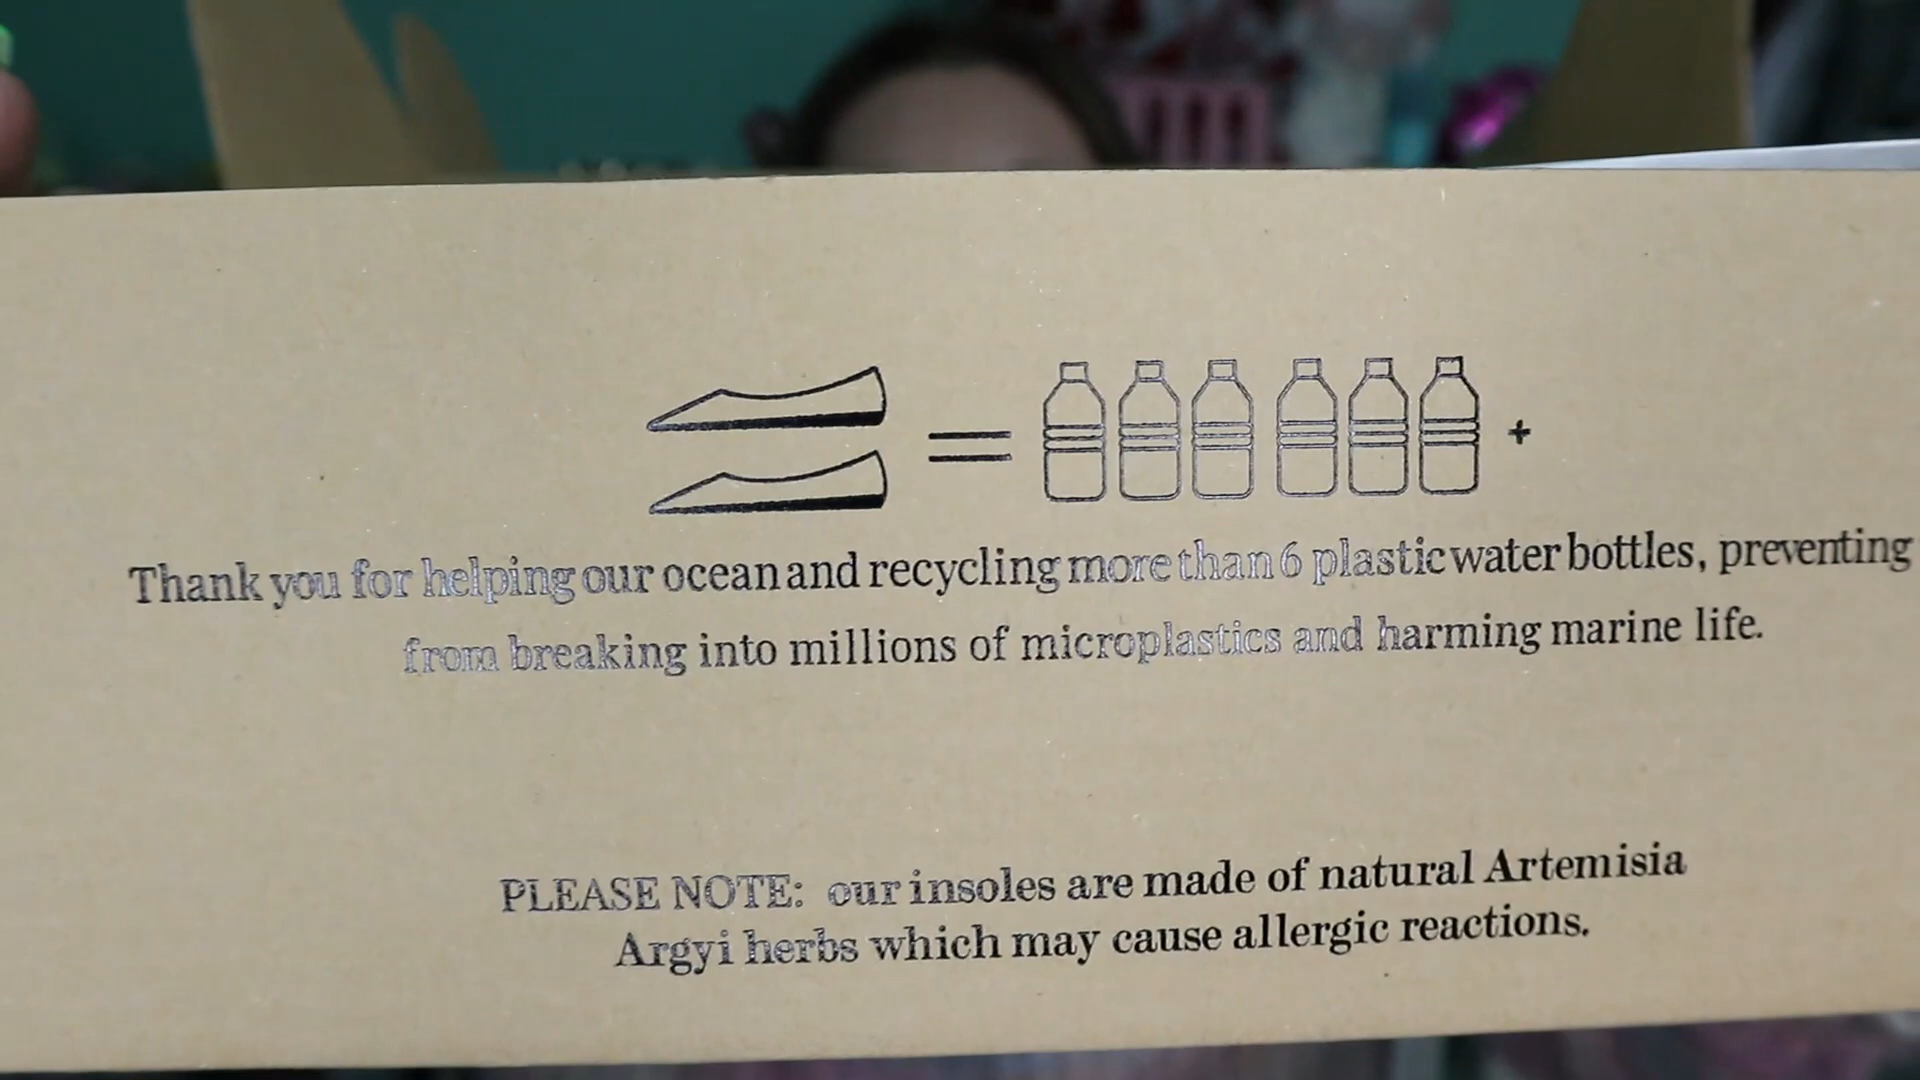 Thank you for helping our ocean and recycling more than 6 plastic water bottles, preventing
from breaking into millions of microplastics and harming marine life.
PLEASE NOTE: our insoles are made of natural Artemisia
Argyi herbs which may cause allergic reactions.